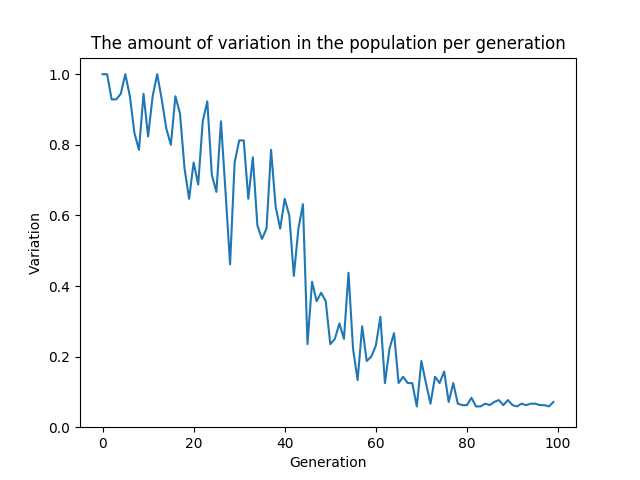 The amount of variation in the population per generation
1.0
0.8
0.6
0.4
0.2
0.0
Variation
0 20 40 60 80 100
Generation